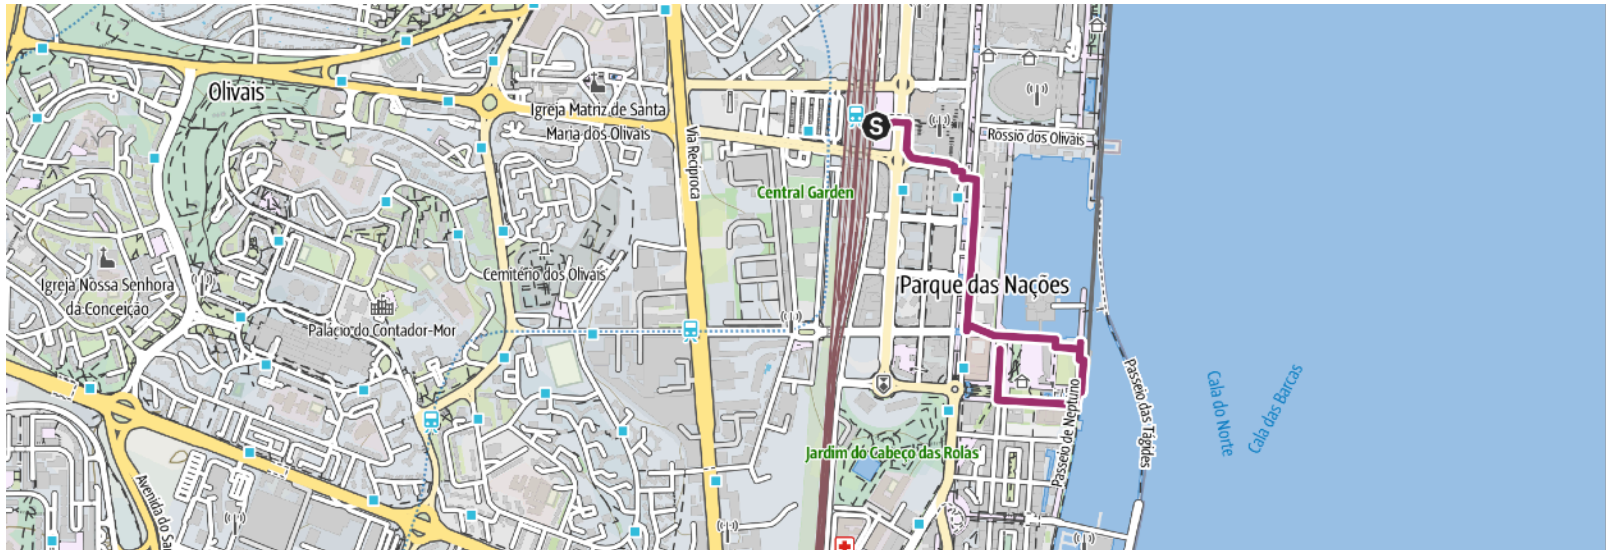 Olivais
Igreja Matriz de Santa
Maria dos Olivais
Via Recíproca
S
Rossio dos Olivais
Central Garden
Cemitério dos Olivais
Igreja Nossa Senhora
da Conceição
Palácio do Contador-Mor
Parque das Nações
Passeio de Neptuno
Passeio das Tágides
Cala do Norte
Cala das Barcas
Jardim do Cabeço das Rolas
Avenida do Sa